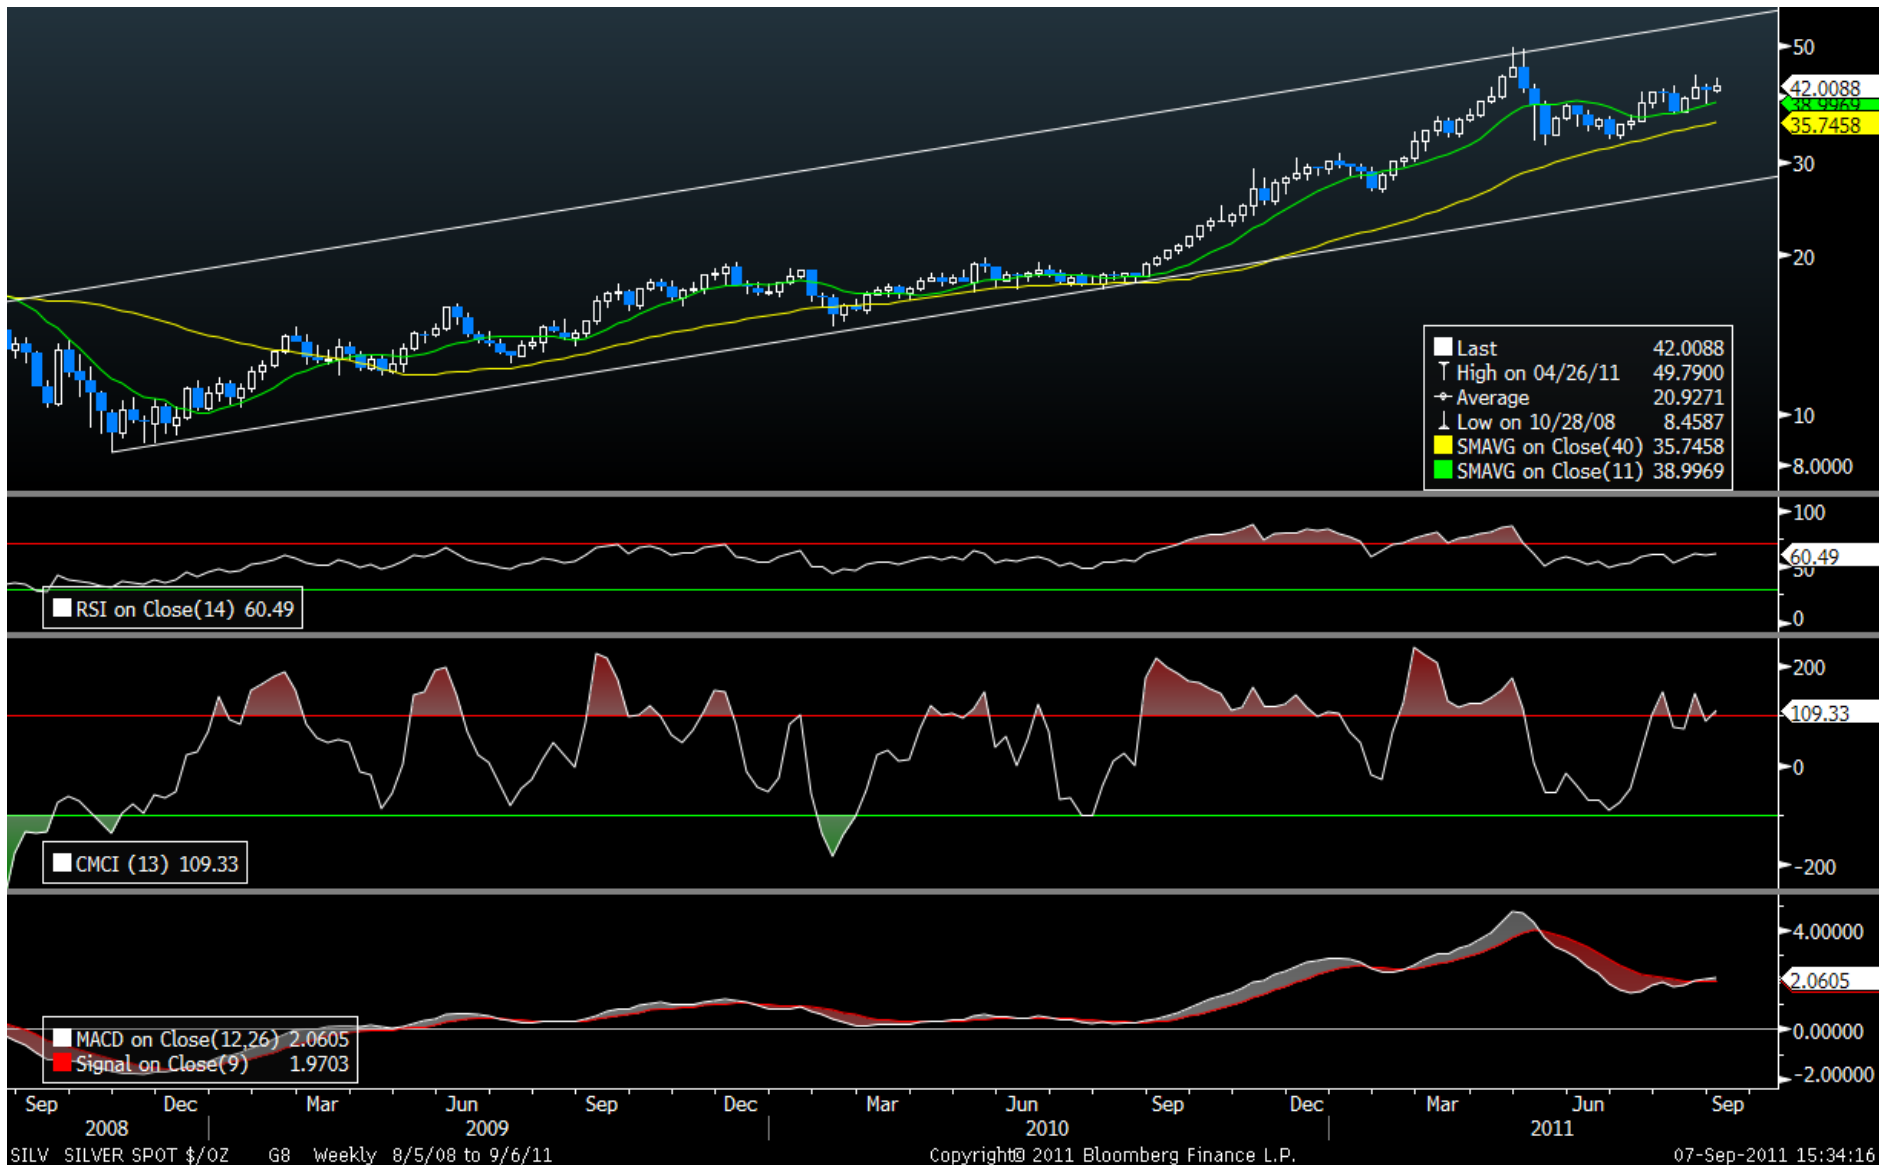 50
42.0088
38.9969
35.7458
30
20
10
8.0000
Last 42.0088
High on 04/26/11 49.7900
Average 20.9271
Low on 10/28/08 8.4587
SMAVG on Close(40) 35.7458
SMAVG on Close(11) 38.9969
100
60.49
50
0
RSI on Close(14) 60.49
200
109.33
0
-200
CMCI (13) 109.33
4.00000
2.0605
0.00000
-2.00000
MACD on Close(12,26) 2.0605
Signal on Close(9) 1.9703
Sep Dec Mar Jun Sep Dec Mar Jun Sep Dec Mar Jun Sep
2008 2009 2010 2011
SILV SILVER SPOT $/OZ G8 Weekly 8/5/08 to 9/6/11 Copyright© 2011 Bloomberg Finance L.P. 07-Sep-2011 15:34:16